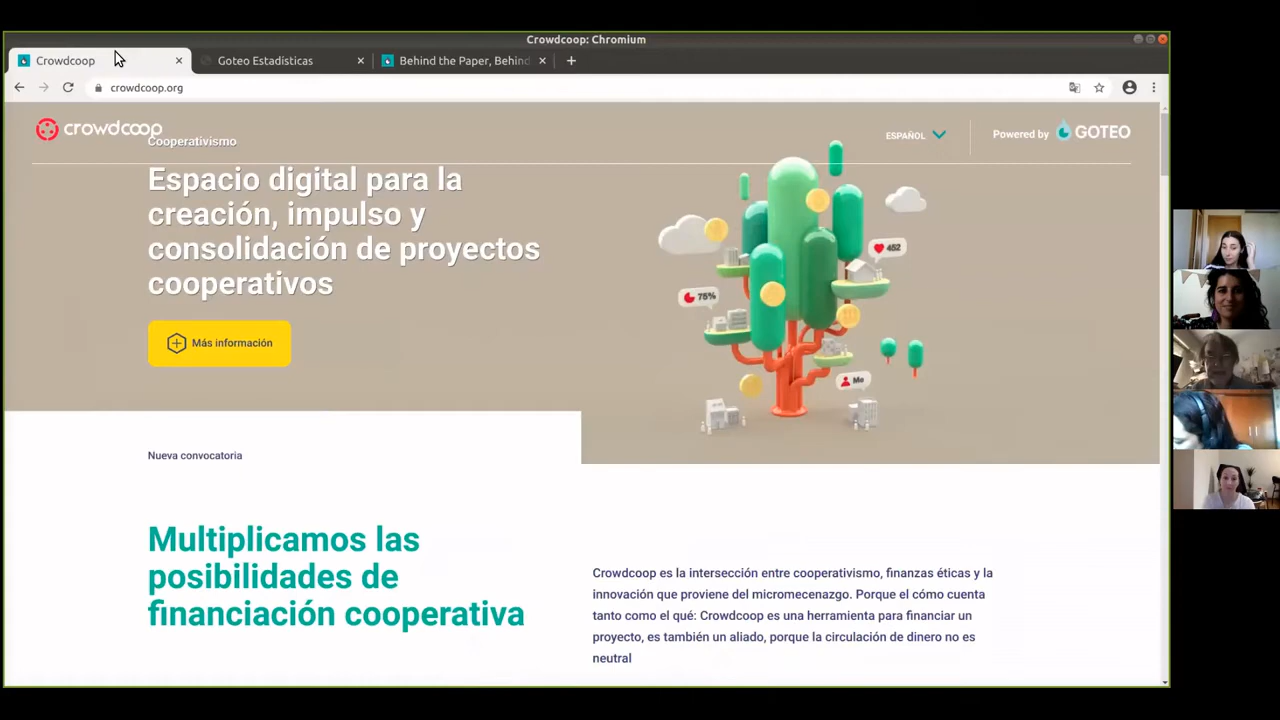 Crowdcoop: Chromium
Crowdcoop
Goteo Estadísticas
Behind the Paper, Behind
crowdcoop.org
crowdcoop
ESPAÑOL
Powered by GOTEO
Cooperativismo
Espacio digital para la
creación, impulso y
consolidación de proyectos
cooperativos
Más información
452
75%
Me
Nueva convocatoria
Multiplicamos las
posibilidades de
financiación cooperativa
Crowdcoop es la intersección entre cooperativismo, finanzas éticas y la
innovación que proviene del micromecenazgo. Porque el cómo cuenta
tanto como el qué: Crowdcoop es una herramienta para financiar un
proyecto, es también un aliado, porque la circulación de dinero no es
neutral